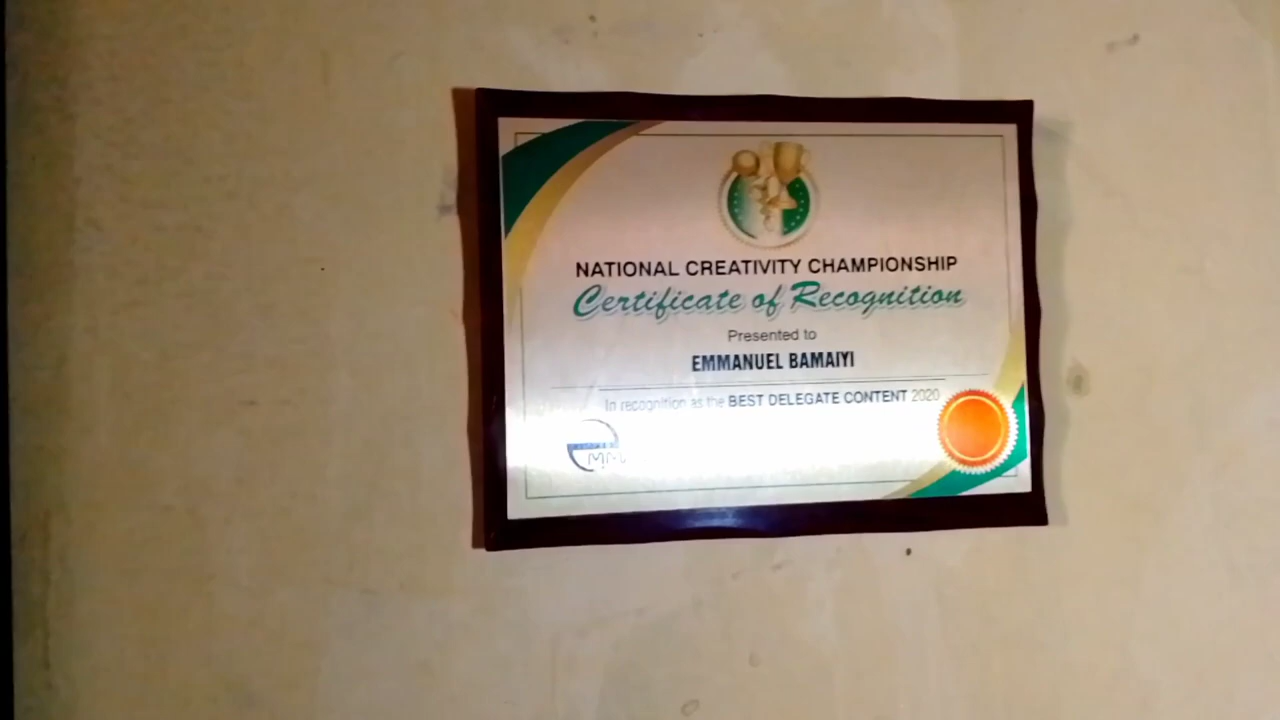 NATIONAL CREATIVITY CHAMPIONSHIP
Certificate of Recognition
Presented to
EMMANUEL BAMAIYI
In recognition as the BEST DELEGATE CONTENT 2020